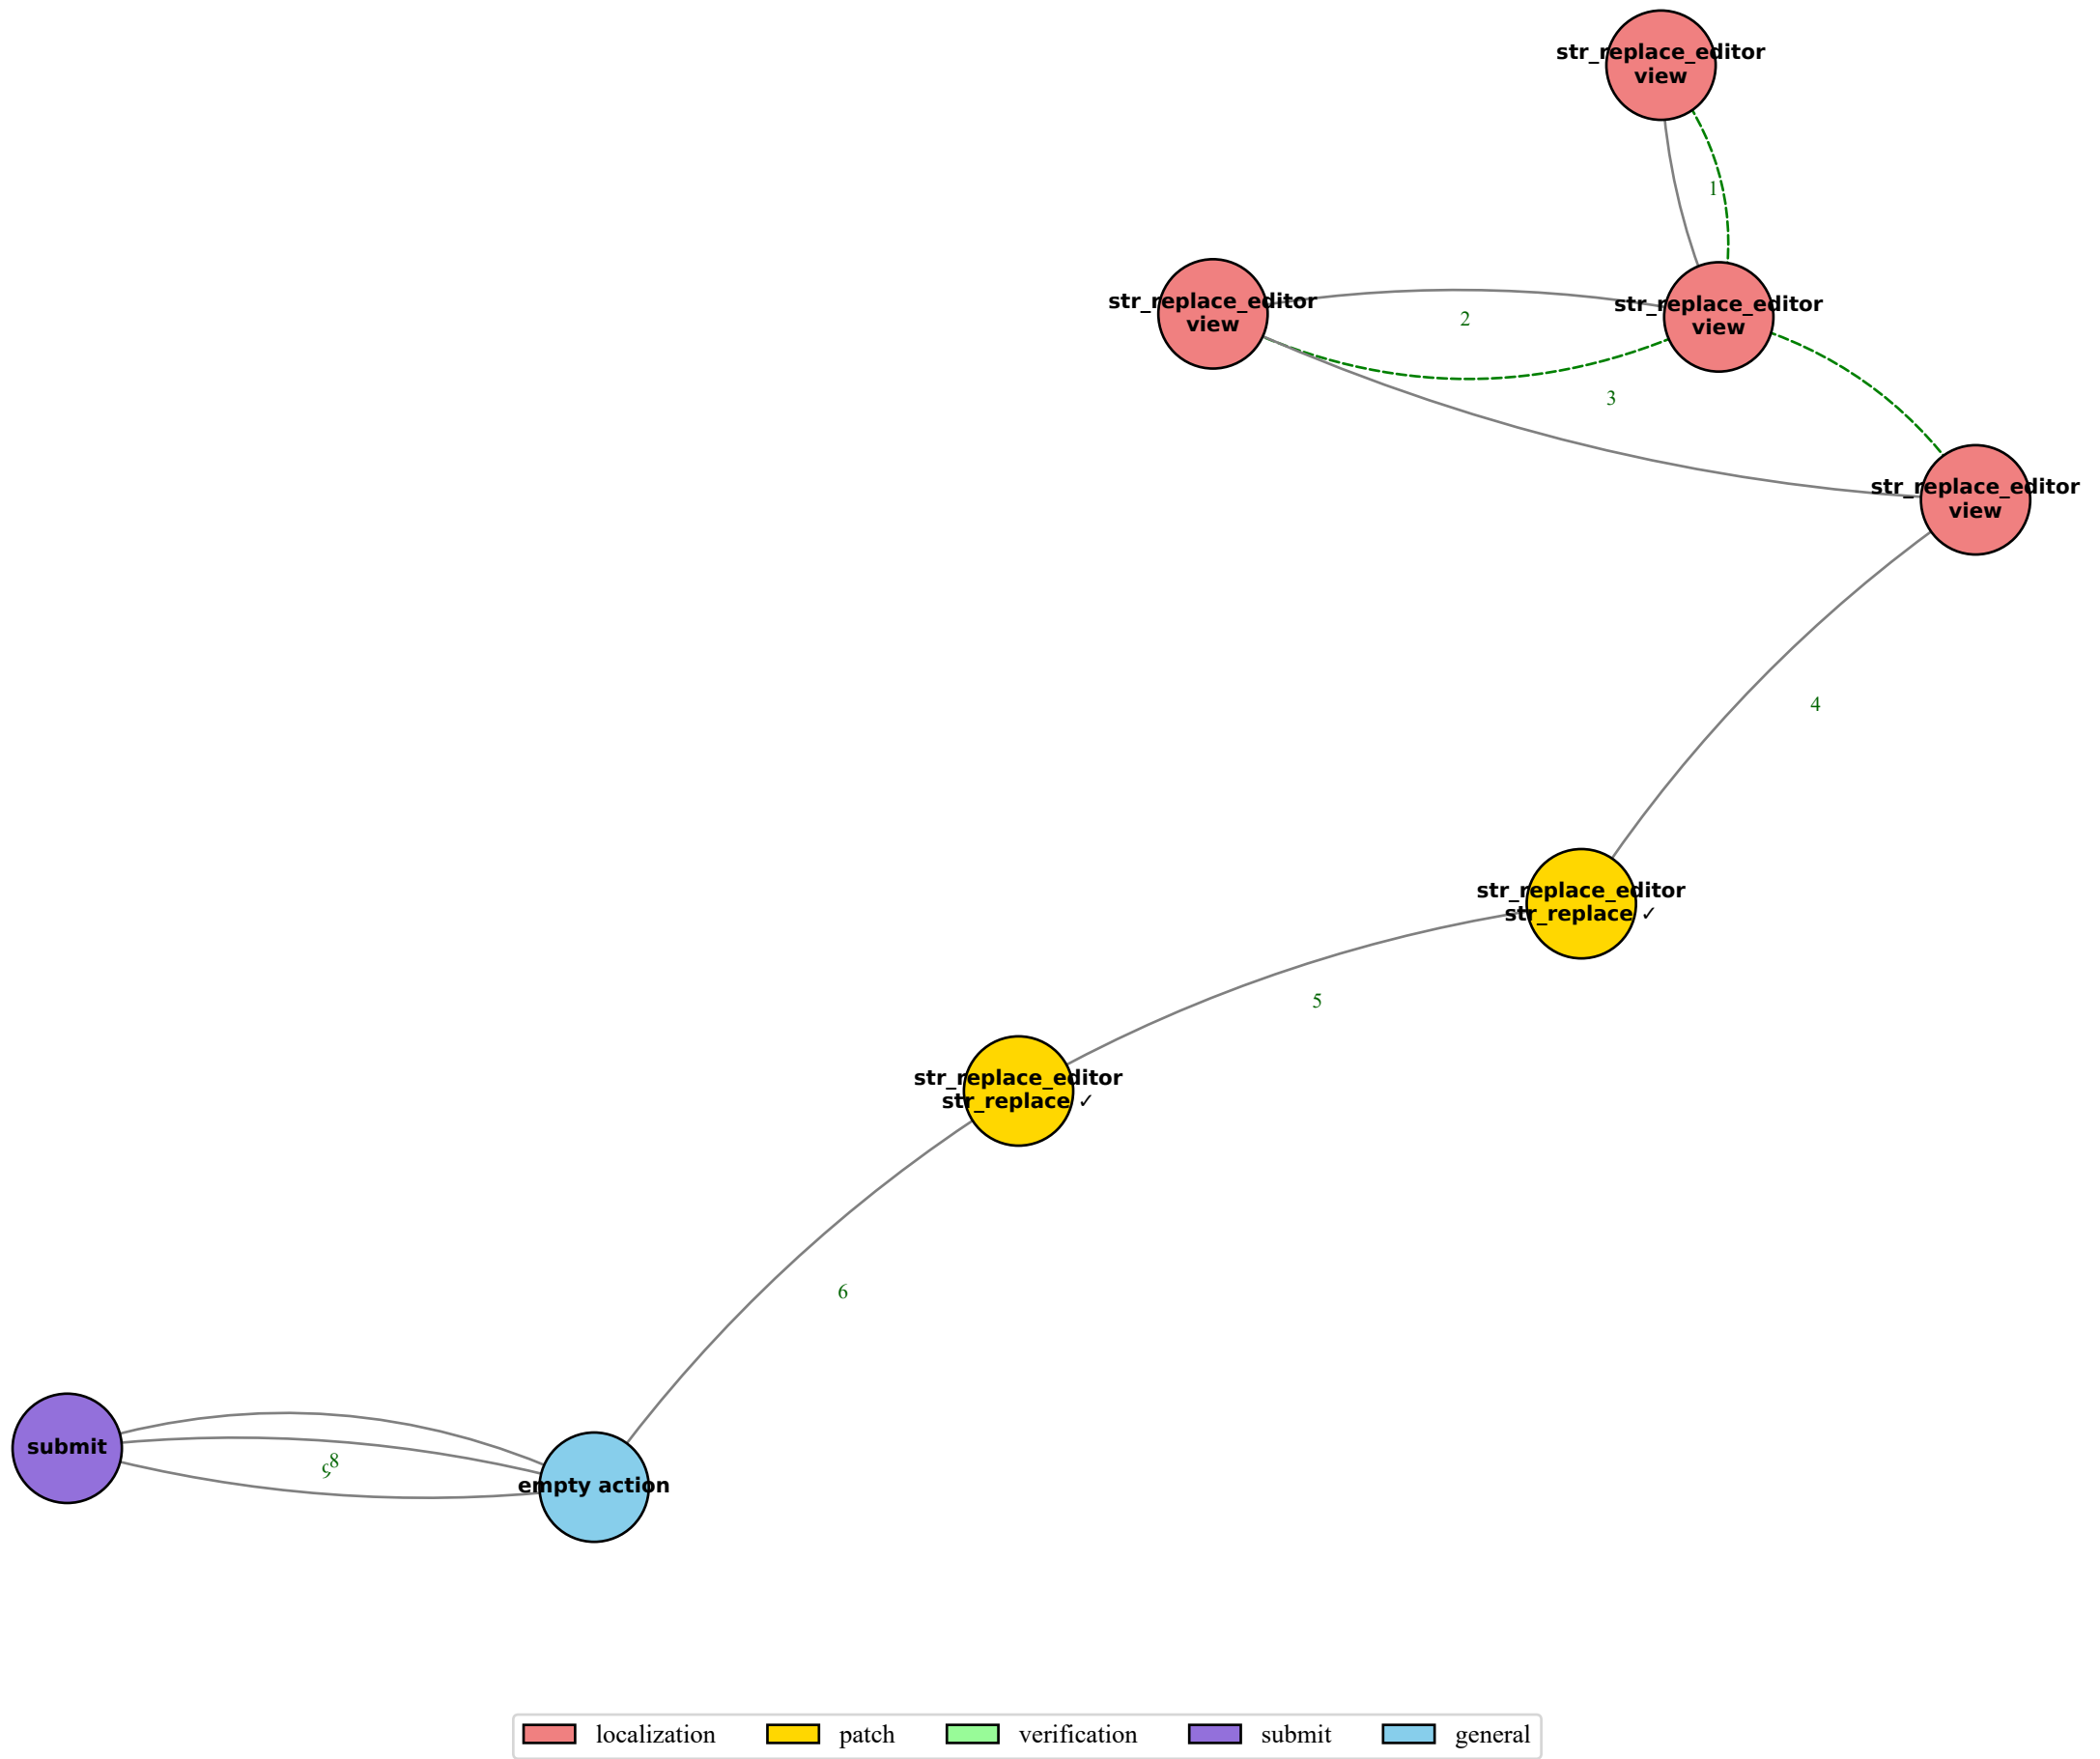 str_replace_editor
view
1
str_replace_editor
view
2
str_replace_editor
view
3
str_replace_editor
view
4
str_replace_editor
str_replace ✓
5
str_replace_editor
str_replace ✓
6
submit
8
empty action
localization
patch
verification
submit
general